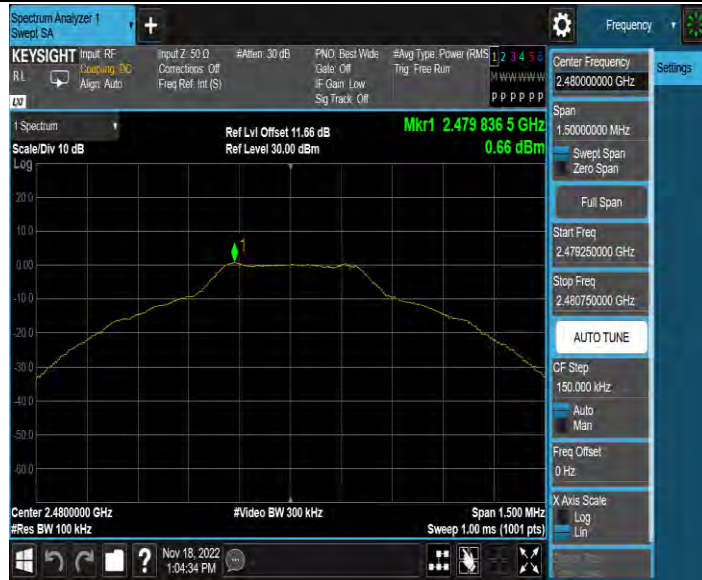 Spectrum Analyzer 1
Swept SA
+
Frequency
KEYSIGHT
Input: RF
Coupling: DC
Align: Auto
Input Z: 50 Ω
Corrections: Off
Freq Ref: Int (S)
#Atten: 30 dB
PNO: Best Wide
Gate: Off
IF Gain: Low
Sig Track: Off
#Avg Type: Power (RMS
Trig: Free Run
1 2 3 4 5 6
M W W W W W
P P P P P P
R L
LXI
1 Spectrum
Scale/Div 10 dB
Log
Ref Lvl Offset 11.66 dB
Ref Level 30.00 dBm
Mkr1 2.479 836 5 GHz
0.66 dBm
1
20.0
10.0
0.00
-10.0
-20.0
-30.0
-40.0
-50.0
-60.0
Center 2.4800000 GHz
#Res BW 100 kHz
#Video BW 300 kHz
Span 1.500 MHz
Sweep 1.00 ms (1001 pts)
Nov 18, 2022
1:04:34 PM
?
Center Frequency
2.480000000 GHz
Settings
Span
1.50000000 MHz
Swept Span
Zero Span
Full Span
Start Freq
2.479250000 GHz
Stop Freq
2.480750000 GHz
AUTO TUNE
CF Step
150.000 kHz
Auto
Man
Freq Offset
0 Hz
X Axis Scale
Log
Lin